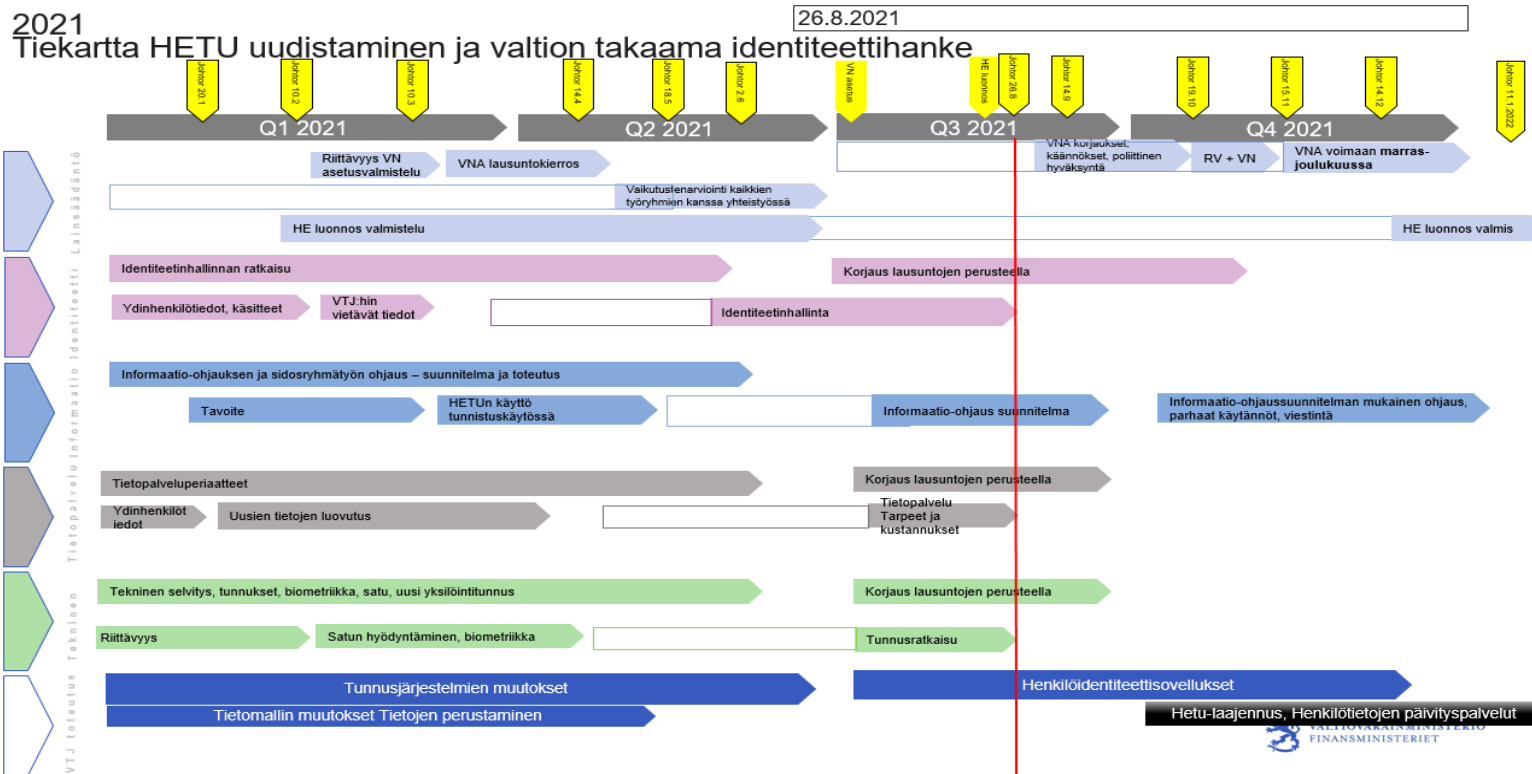 2021
26.8.2021
Tiekartta HETU uudistaminen ja valtion takaama identiteettihanke
Johtor 20.1
Johtor 10.2
Johtor 10.3
Johtor 14.4
Johtor 18.5
Johtor 2.6
VN asetus
HE luonnos
Johtor 26.8
Johtor 14.9
Johtor 19.10
Johtor 15.11
Johtor 14.12
Johtor 11.1.2022
Q1 2021
Q2 2021
Q3 2021
Q4 2021
Lainsäädäntö
Riittävyys VN
asetusvalmistelu
VNA lausuntokierros
VNA korjaukset,
käännökset, poliittinen
hyväksyntä
RV + VN
VNA voimaan marras-
joulukuussa
Vaikutustenarviointi kaikkien
työryhmien kanssa yhteistyössä
HE luonnos valmistelu
HE luonnos valmis
Identiteetti
Identiteetinhallinnan ratkaisu
Korjaus lausuntojen perusteella
Ydinhenkilötiedot, käsitteet
VTJ:hin
vietävät tiedot
Identiteetinhallinta
Informaatio
Informaatio-ohjauksen ja sidosryhmätyön ohjaus – suunnitelma ja toteutus
Tavoite
HETUn käyttö
tunnistuskäytössä
Informaatio-ohjaus suunnitelma
Informaatio-ohjaussuunnitelman mukainen ohjaus,
parhaat käytännöt, viestintä
Tietopalvelu
Tietopalveluperiaatteet
Korjaus lausuntojen perusteella
Ydinhenkilöt
iedot
Uusien tietojen luovutus
Tietopalvelu
Tarpeet ja
kustannukset
Tekninen
Tekninen selvitys, tunnukset, biometriikka, satu, uusi yksilöintitunnus
Korjaus lausuntojen perusteella
Riittävyys
Satun hyödyntäminen, biometriikka
Tunnusratkaisu
VTJ toteutus
Tunnusjärjestelmien muutokset
Henkilöidentiteettisovellukset
Tietomallin muutokset Tietojen perustaminen
Hetu-laajennus, Henkilötietojen päivityspalvelut
VALTIOVARAINMINISTERIÖ
FINANSMINISTERIET